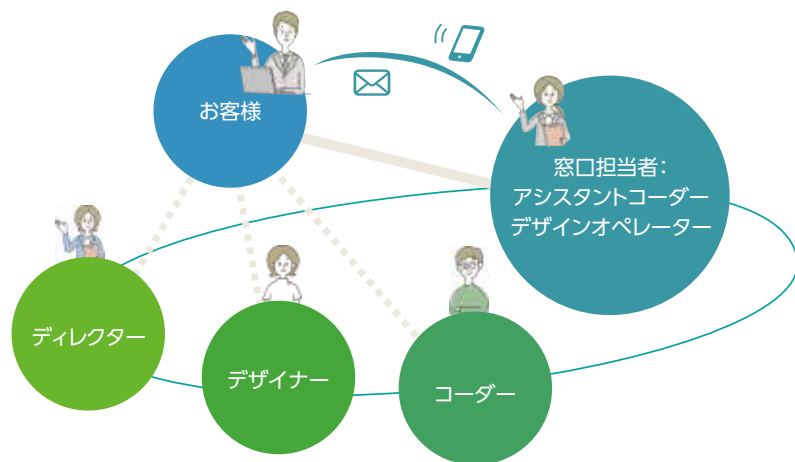 お客様
窓口担当者：
アシスタントコーダー
デザインオペレーター
ディレクター
デザイナー
コーダー